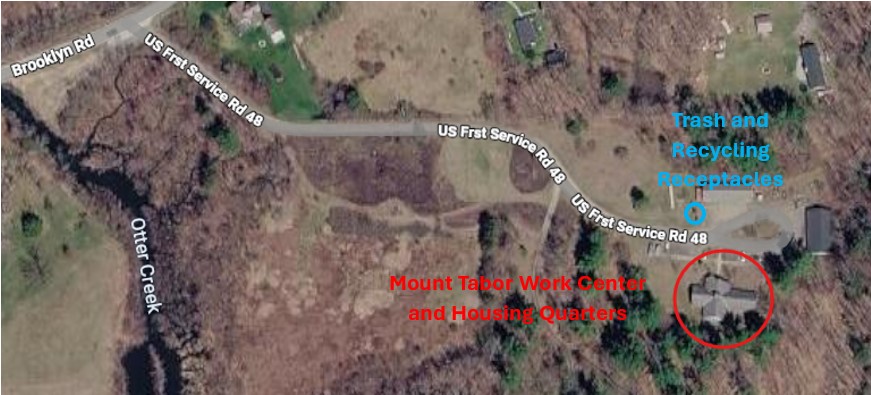 Brooklyn Rd
US Frst Service Rd 48
US Frst Service Rd 48
Trash and
Recycling
Receptacles
US Frst Service Rd 48
Otter Creek
Mount Tabor Work Center
and Housing Quarters